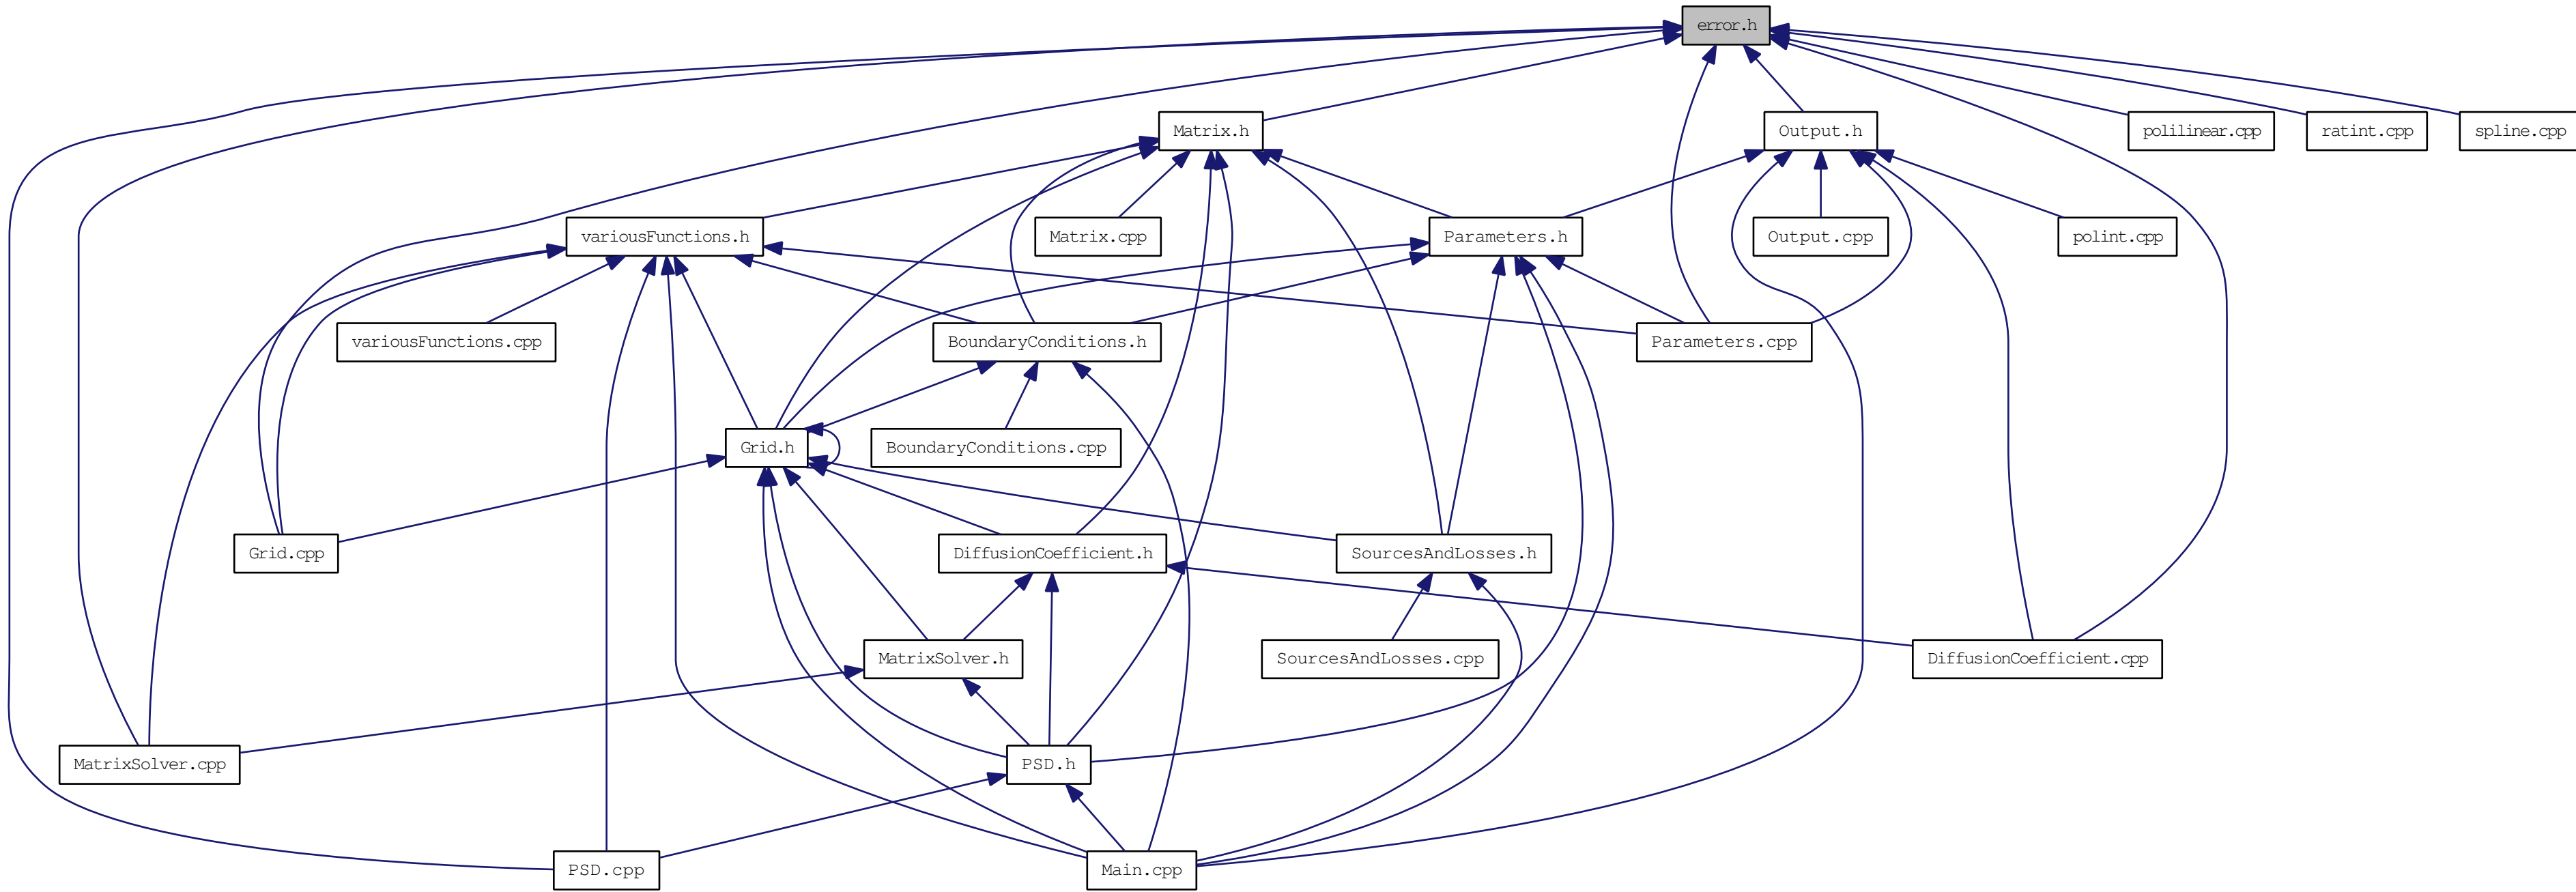 error.h
Matrix.h
Output.h
polilinear.cpp
ratint.cpp
spline.cpp
variousFunctions.h
Matrix.cpp
Parameters.h
Output.cpp
polint.cpp
variousFunctions.cpp
BoundaryConditions.h
Parameters.cpp
Grid.h
BoundaryConditions.cpp
Grid.cpp
DiffusionCoefficient.h
SourcesAndLosses.h
MatrixSolver.h
SourcesAndLosses.cpp
DiffusionCoefficient.cpp
MatrixSolver.cpp
PSD.h
PSD.cpp
Main.cpp